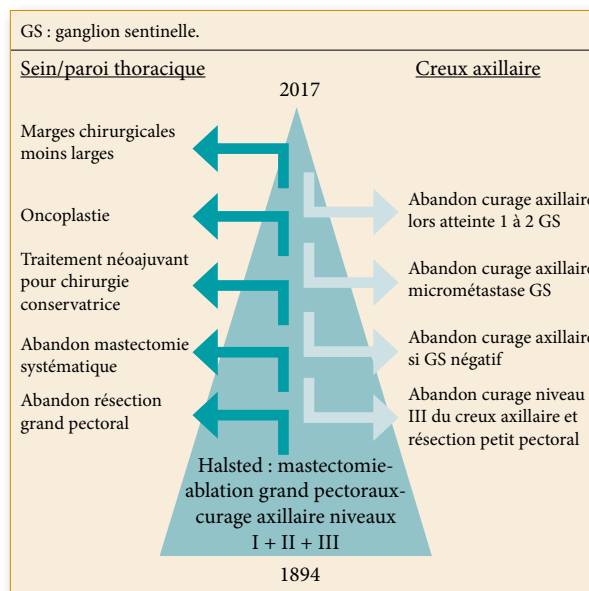 GS : ganglion sentinelle.
Sein/paroi thoracique
Creux axillaire
2017
Marges chirurgicales
moins larges
Oncoplastie
Traitement néoajuvant
pour chirurgie
conservatrice
Abandon mastectomie
systématique
Abandon résection
grand pectoral
Abandon curage axillaire
lors atteinte 1 à 2 GS
Abandon curage axillaire
micrométastase GS
Abandon curage axillaire
si GS négatif
Abandon curage niveau
III du creux axillaire et
résection petit pectoral
Halsted : mastectomie-
ablation grand pectoraux-
curage axillaire niveaux
I + II + III
1894